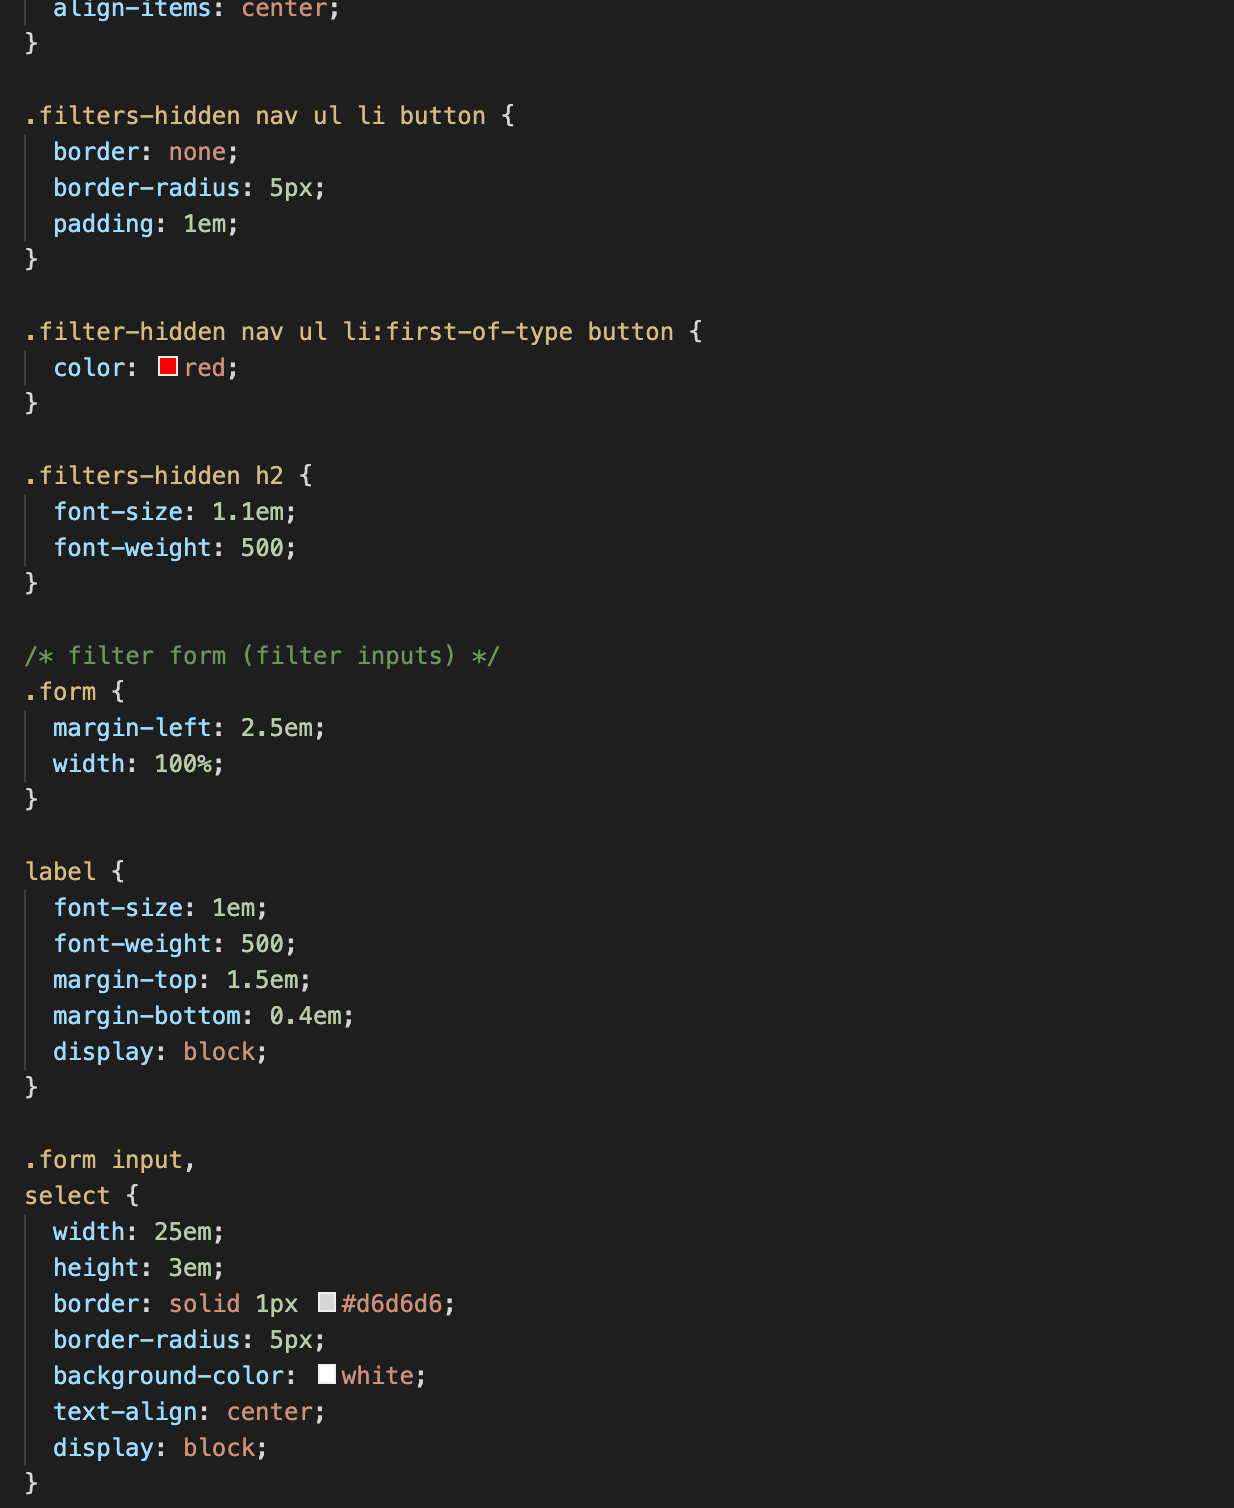 align-items: center;
}
.filters-hidden nav ul li button {
border: none;
border-radius: 5px;
padding: 1em;
}
.filter-hidden nav ul li:first-of-type button {
color: red;
}
.filters-hidden h2 {
font-size: 1.1em;
font-weight: 500;
}
/* filter form (filter inputs) */
.form {
margin-left: 2.5em;
width: 100%;
}
label {
font-size: 1em;
font-weight: 500;
margin-top: 1.5em;
margin-bottom: 0.4em;
display: block;
}
.form input,
select {
width: 25em;
height: 3em;
border: solid 1px #d6d6d6;
border-radius: 5px;
background-color: white;
text-align: center;
display: block;
}